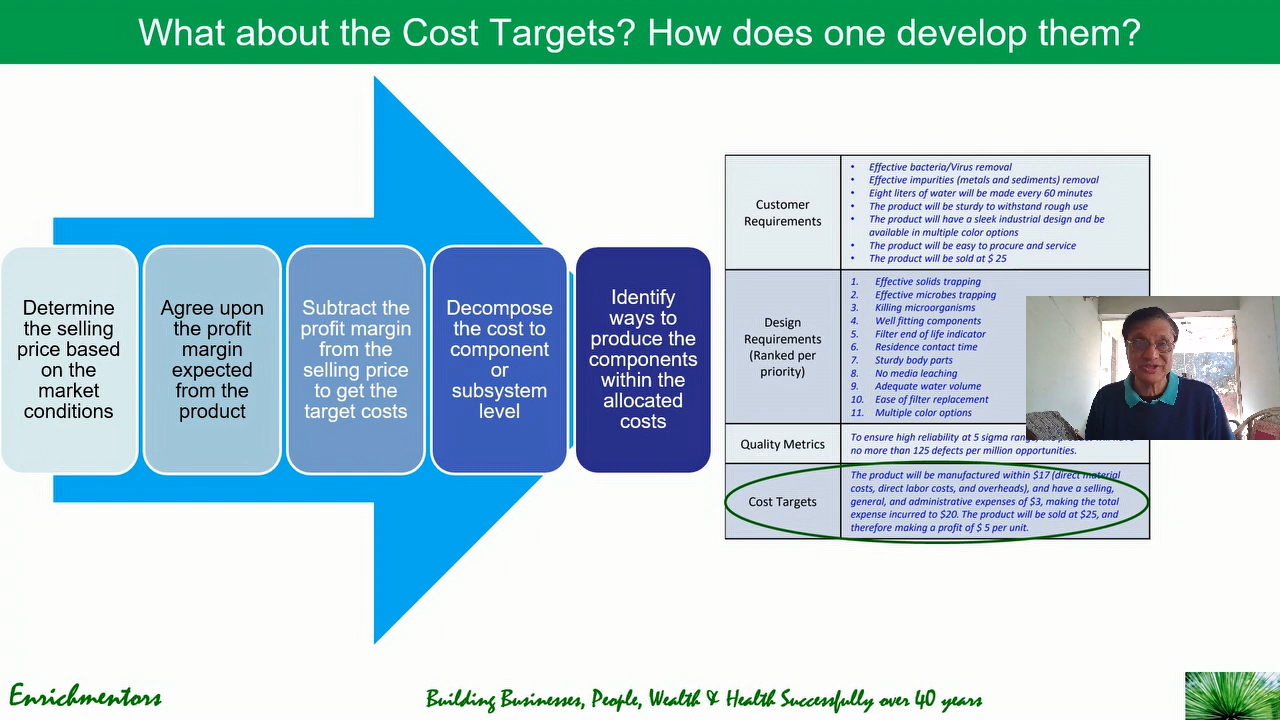 What about the Cost Targets? How does one develop them?
Determine
the selling
price based
on the
market
conditions
Agree upon
the profit
margin
expected
from the
product
Subtract the
profit margin
from the
selling price
to get the
target costs
Decompose
the cost to
component
or
subsystem
level
Identify
ways to
produce the
components
within the
allocated
costs
Customer
Requirements
• Effective bacteria/Virus removal
• Effective impurities (metals and sediments) removal
• Eight liters of water will be made every 60 minutes
• The product will be sturdy to withstand rough use
• The product will have a sleek industrial design and be
available in multiple color options
• The product will be easy to procure and service
• The product will be sold at $ 25
Design
Requirements
(Ranked per
priority)
1. Effective solids trapping
2. Effective microbes trapping
3. Killing microorganisms
4. Well fitting components
5. Filter end of life indicator
6. Residence contact time
7. Sturdy body parts
8. No media leaching
9. Adequate water volume
10. Ease of filter replacement
11. Multiple color options
Quality Metrics
To ensure high reliability at 5 sigma
no more than 125 defects per million opportunities.
Cost Targets
The product will be manufactured within $17 (direct material
costs, direct labor costs, and overheads), and have a selling,
general, and administrative expenses of $3, making the total
expense incurred to $20. The product will be sold at $25, and
therefore making a profit of $ 5 per unit.
Enrichmentors
Building Businesses, People, Wealth & Health Successfully over 40 years